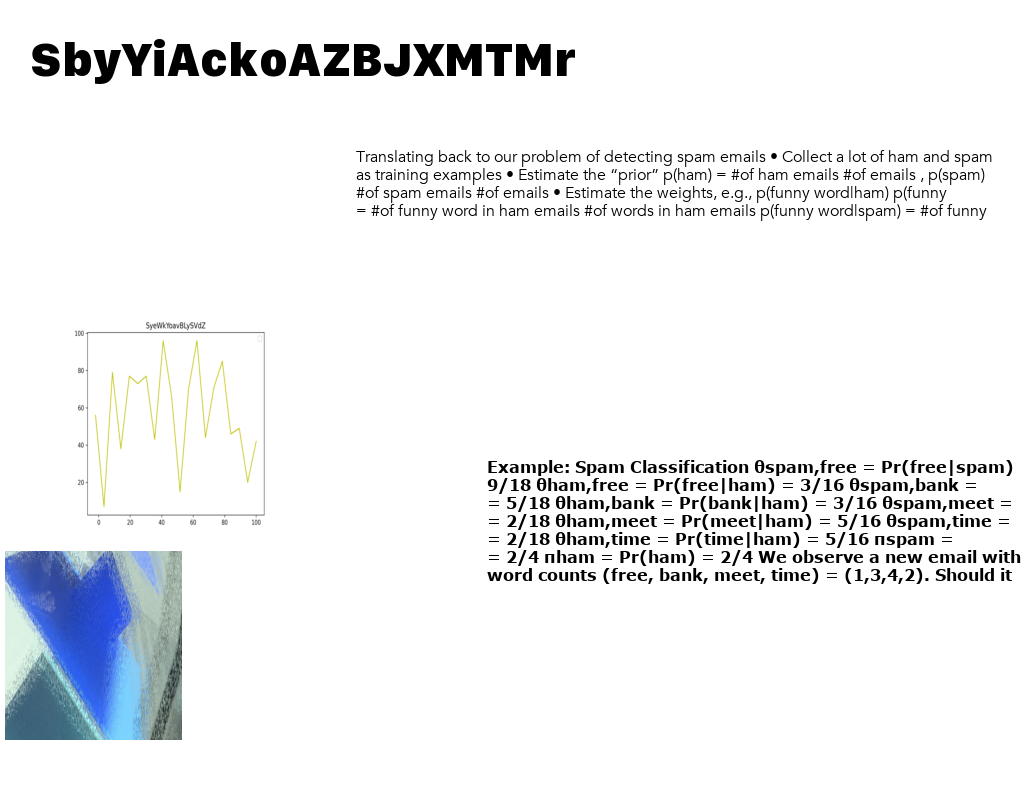 SbyYiAckoAZBJXMTMr
Translating back to our problem of detecting spam emails • Collect a lot of ham and spam
as training examples • Estimate the “prior” p(ham) = #of ham emails #of emails , p(spam)
#of spam emails #of emails • Estimate the weights, e.g., p(funny wordlham) p(funny
= #of funny word in ham emails #of words in ham emails p(funny wordlspam) = #of funny
SyeWkYoavBLySVdZ
100
80
60
40
20
0 20 40 60 80 100
Example: Spam Classification θspam,free = Pr(free|spam)
9/18 θham,free = Pr(free|ham) = 3/16 θspam,bank =
= 5/18 θham,bank = Pr(bank|ham) = 3/16 θspam,meet =
= 2/18 θham,meet = Pr(meet|ham) = 5/16 θspam,time =
= 2/18 θham,time = Pr(time|ham) = 5/16 πspam =
= 2/4 πham = Pr(ham) = 2/4 We observe a new email with
word counts (free, bank, meet, time) = (1,3,4,2). Should it